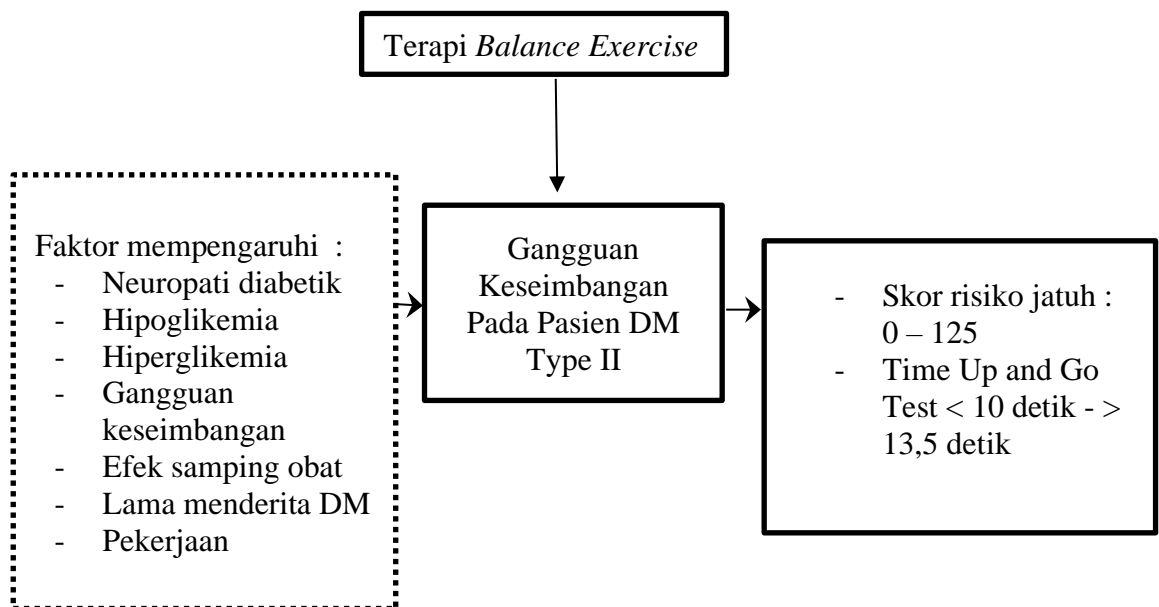 Terapi Balance Exercise
Faktor mempengaruhi :
- Neuropati diabetik
- Hipoglikemia
- Hiperglikemia
- Gangguan
keseimbangan
- Efek samping obat
- Lama menderita DM
- Pekerjaan
Gangguan
Keseimbangan
Pada Pasien DM
Type II
- Skor risiko jatuh :
0 – 125
- Time Up and Go
Test < 10 detik - >
13,5 detik